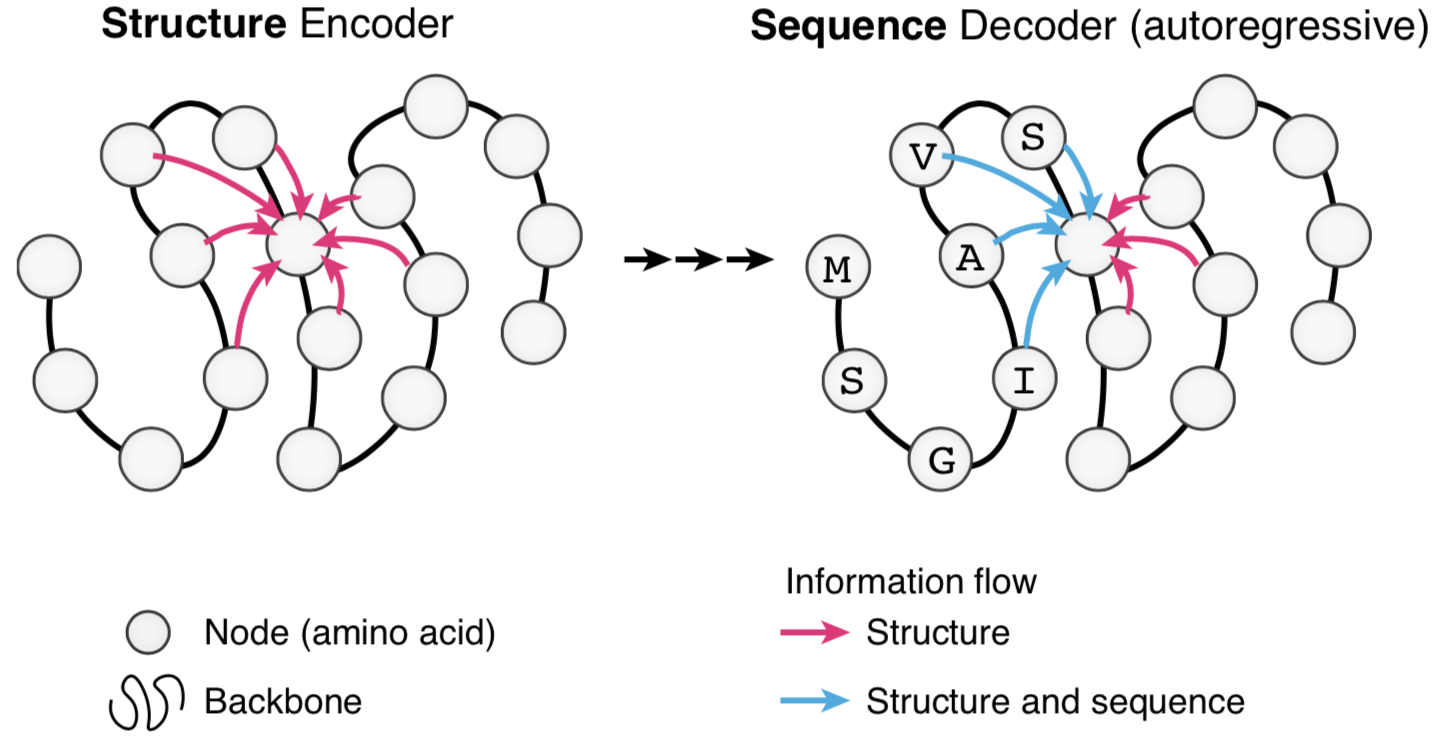 Structure Encoder
Sequence Decoder (autoregressive)
V
S
M
A
S
I
G
Information flow
Node (amino acid)
Structure
Backbone
Structure and sequence